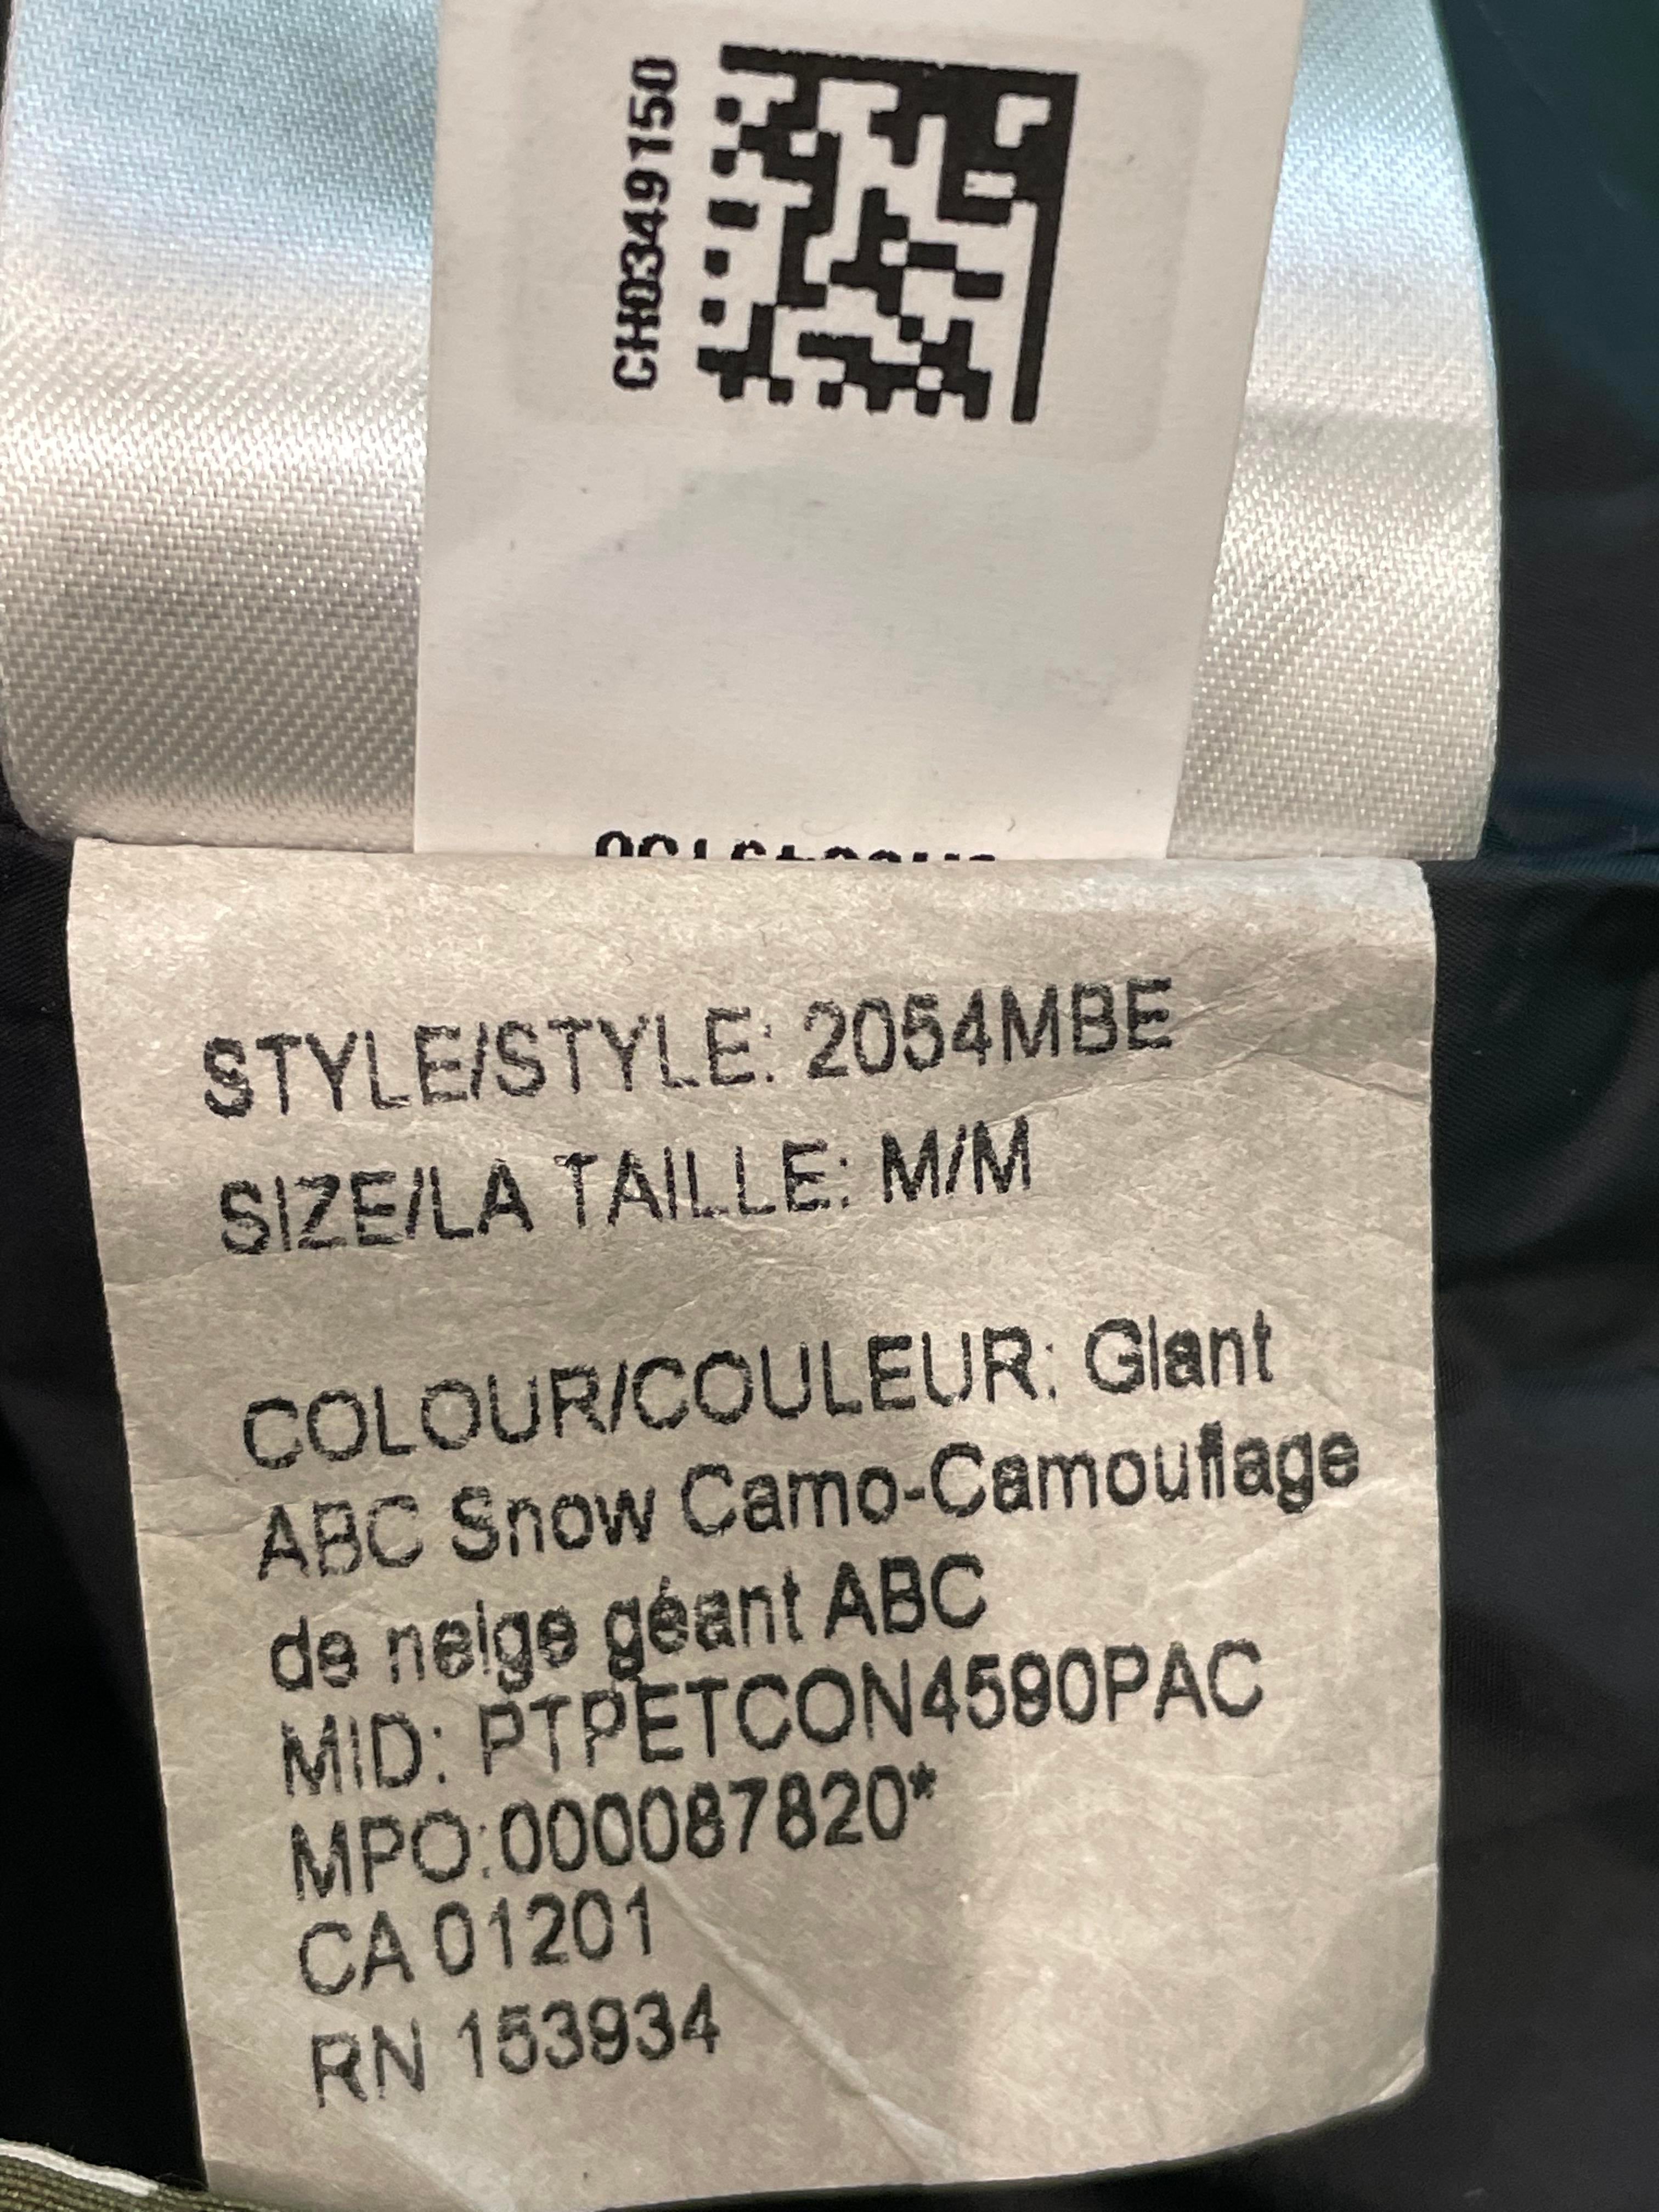 CH0349150
STYLE/STYLE: 2054MBE
SIZE/LA TAILLE: M/M
COLOUR/COULEUR: Giant
ABC Snow Camo-Camouflage
de neige géant ABC
MID: PTPETCON4590PAC
MPO:000087820*
CA 01201
RN 153934